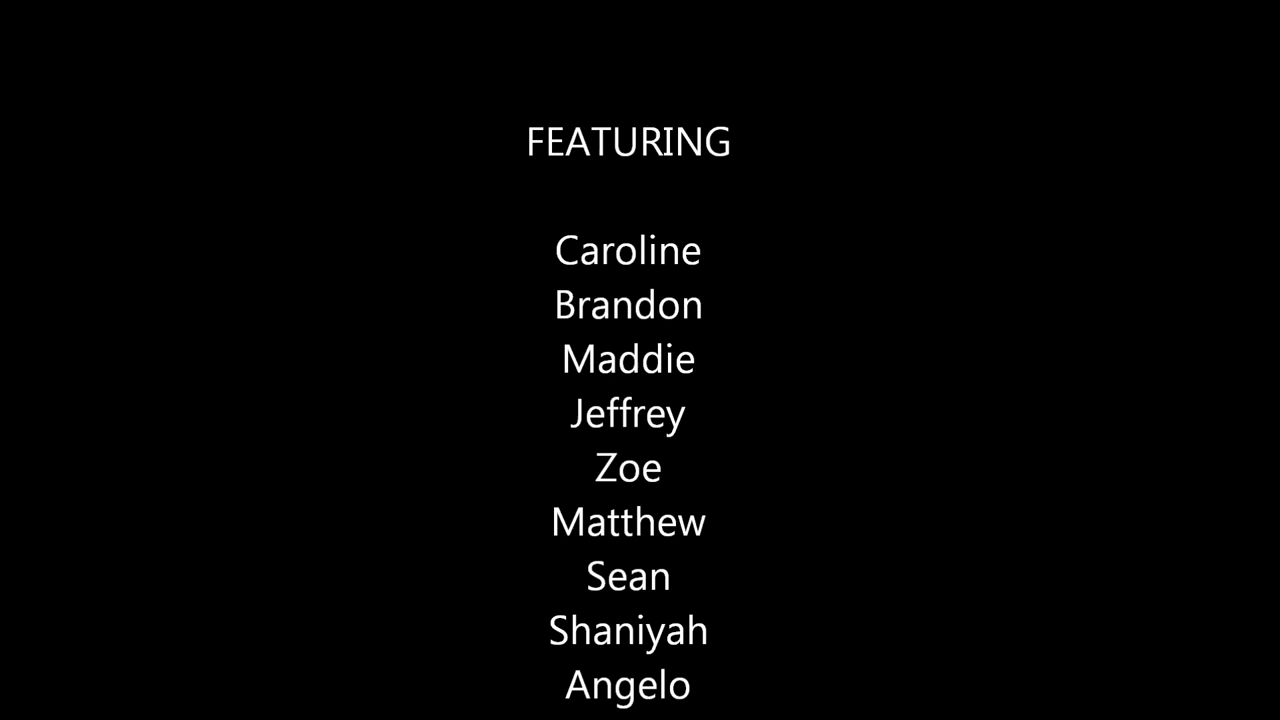 FEATURING
Caroline
Brandon
Maddie
Jeffrey
Zoe
Matthew
Sean
Shaniyah
Angelo